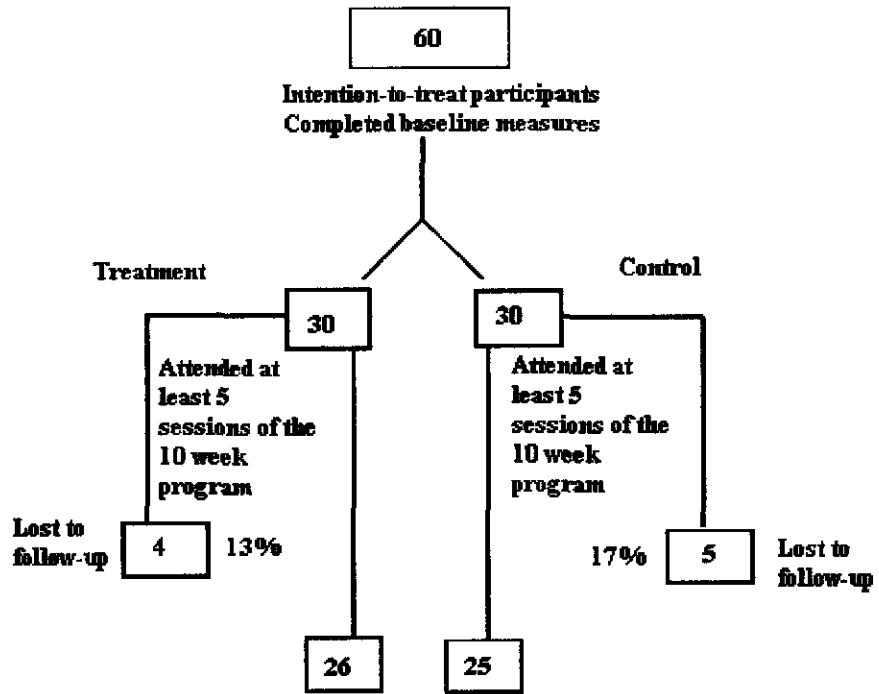 60
Intention-to-treat participants
Completed baseline measures
Treatment
Control
30
30
Attended at
least 5
sessions of the
10 week
program
Attended at
least 5
sessions of the
10 week
program
Lost to
follow-up
4
13%
17%
5
Lost to
follow-up
26
25